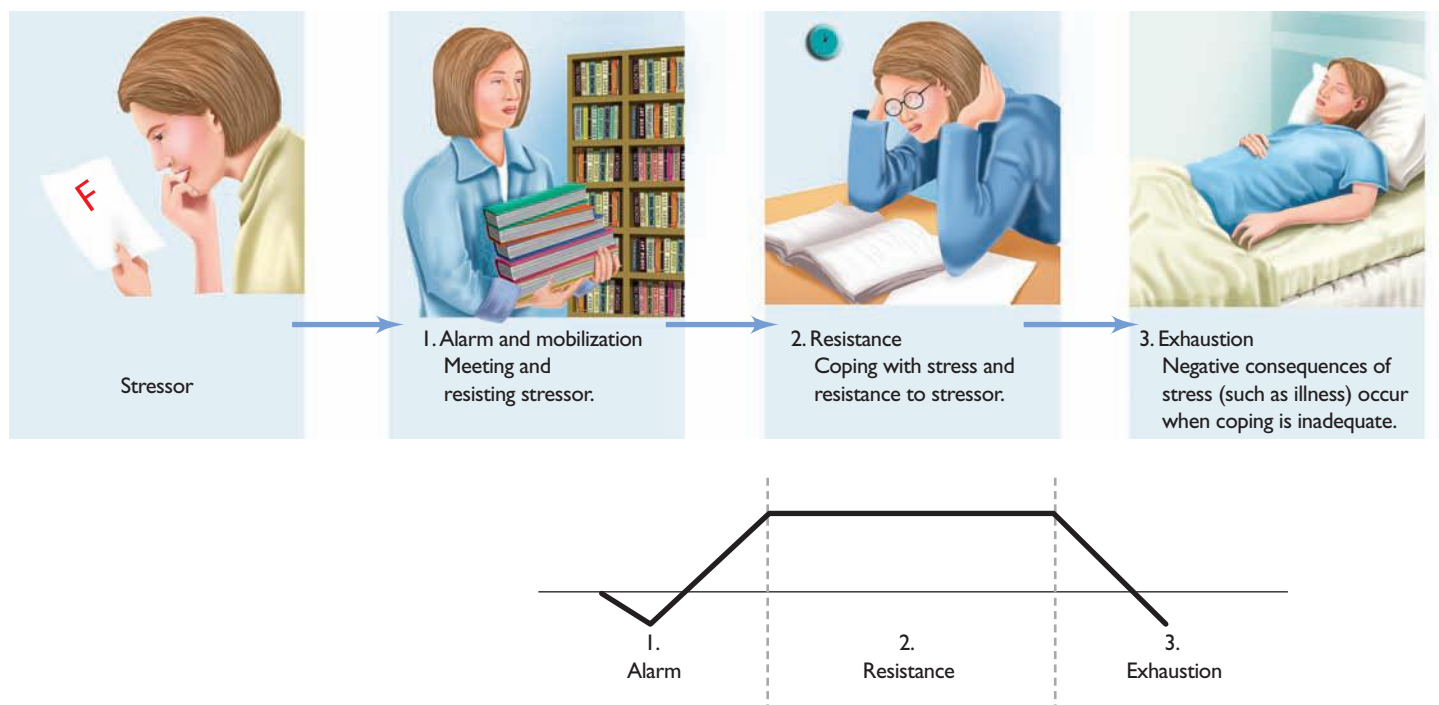 F
Stressor
1. Alarm and mobilization
Meeting and
resisting stressor.
2. Resistance
Coping with stress and
resistance to stressor.
3. Exhaustion
Negative consequences of
stress (such as illness) occur
when coping is inadequate.
1.
Alarm
2.
Resistance
3.
Exhaustion